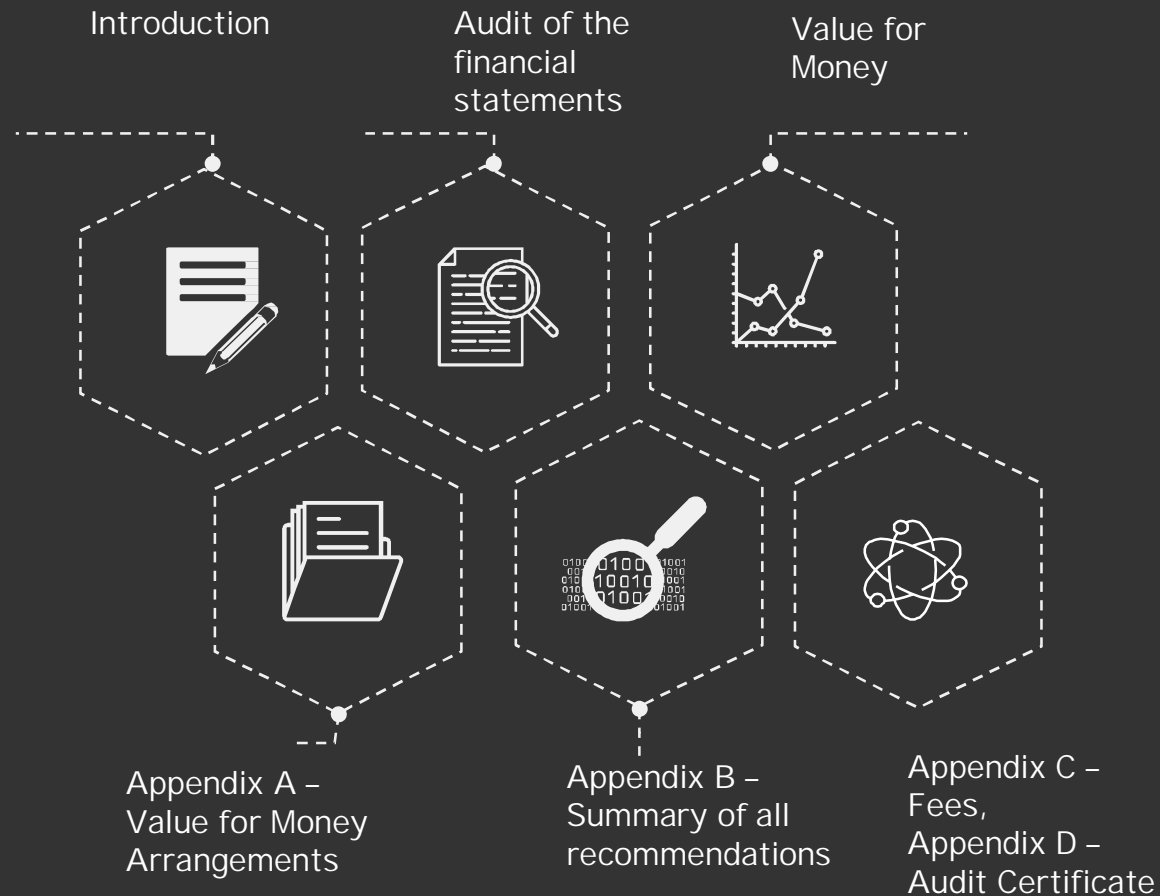 Introduction
Audit of the
financial
statements
Value for
Money
Appendix A –
Value for Money
Arrangements
Appendix B –
Summary of all
recommendations
Appendix C –
Fees,
Appendix D –
Audit Certificate